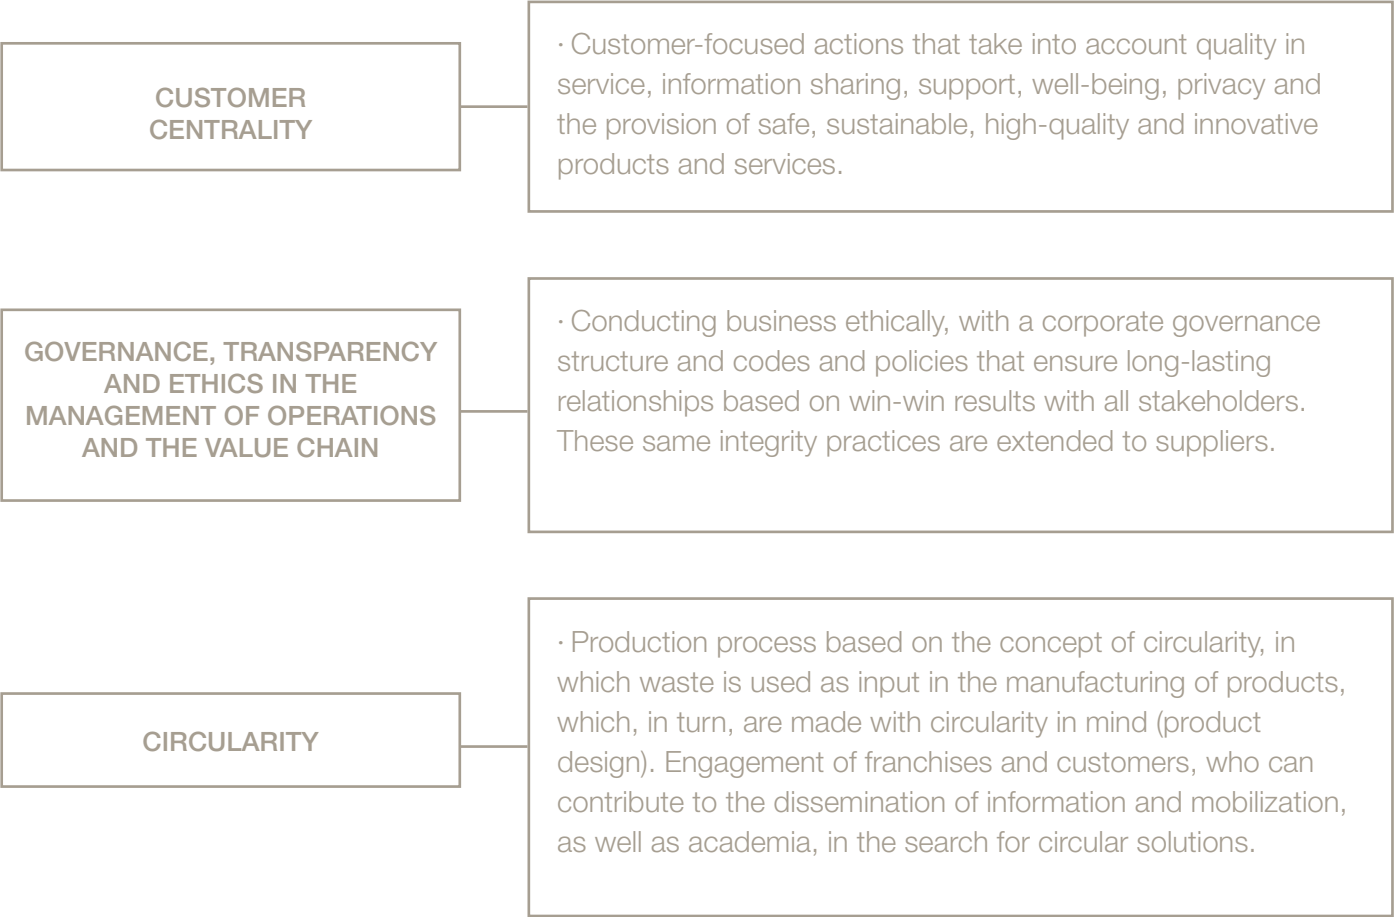 CUSTOMER
CENTRALITY
· Customer-focused actions that take into account quality in
service, information sharing, support, well-being, privacy and
the provision of safe, sustainable, high-quality and innovative
products and services.
GOVERNANCE, TRANSPARENCY
AND ETHICS IN THE
MANAGEMENT OF OPERATIONS
AND THE VALUE CHAIN
· Conducting business ethically, with a corporate governance
structure and codes and policies that ensure long-lasting
relationships based on win-win results with all stakeholders.
These same integrity practices are extended to suppliers.
CIRCULARITY
· Production process based on the concept of circularity, in
which waste is used as input in the manufacturing of products,
which, in turn, are made with circularity in mind (product
design). Engagement of franchises and customers, who can
contribute to the dissemination of information and mobilization,
as well as academia, in the search for circular solutions.